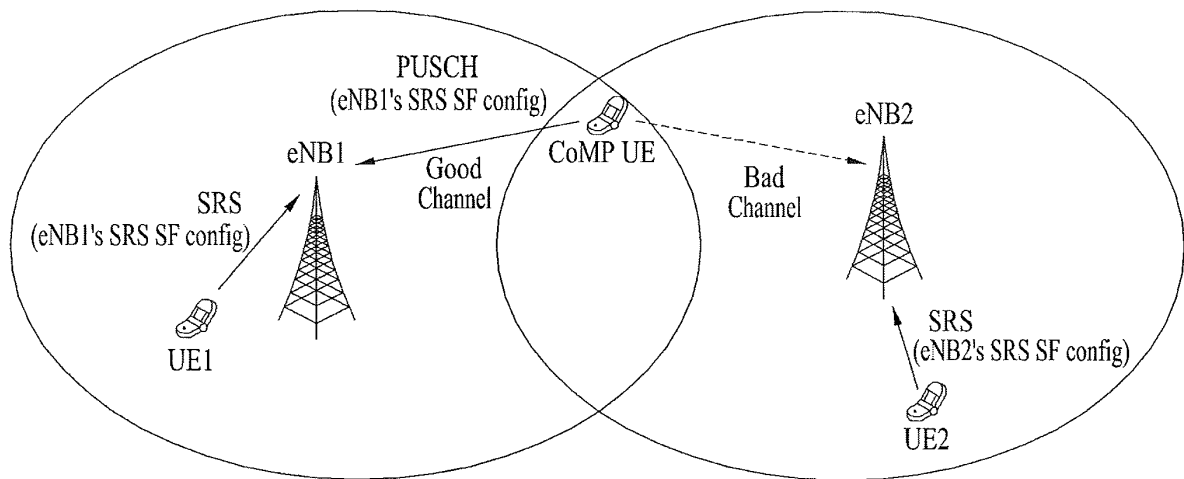 PUSCH
(eNB1's SRS SF config)
CoMP UE
eNB2
eNB1
Good
Channel
Bad
Channel
SRS
(eNB1's SRS SF config)
UE1
SRS
(eNB2's SRS SF config)
UE2